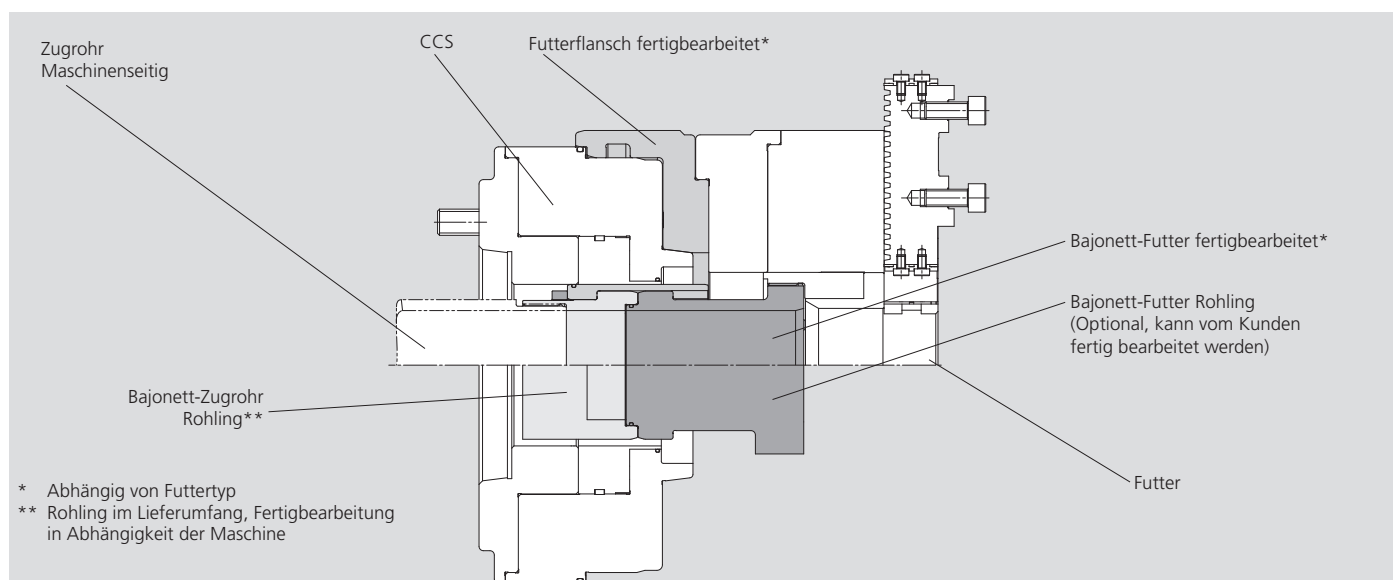 Zugrohr
Maschinenseitig
CCS
Futterflansch fertigbearbeitet*
Bajonett-Futter fertigbearbeitet*
Bajonett-Futter Rohling
(Optional, kann vom Kunden
fertig bearbeitet werden)
Bajonett-Zugrohr
Rohling**
Futter
* Abhängig von Futtertyp
** Rohling im Lieferumfang, Fertigbearbeitung
in Abhängigkeit der Maschine